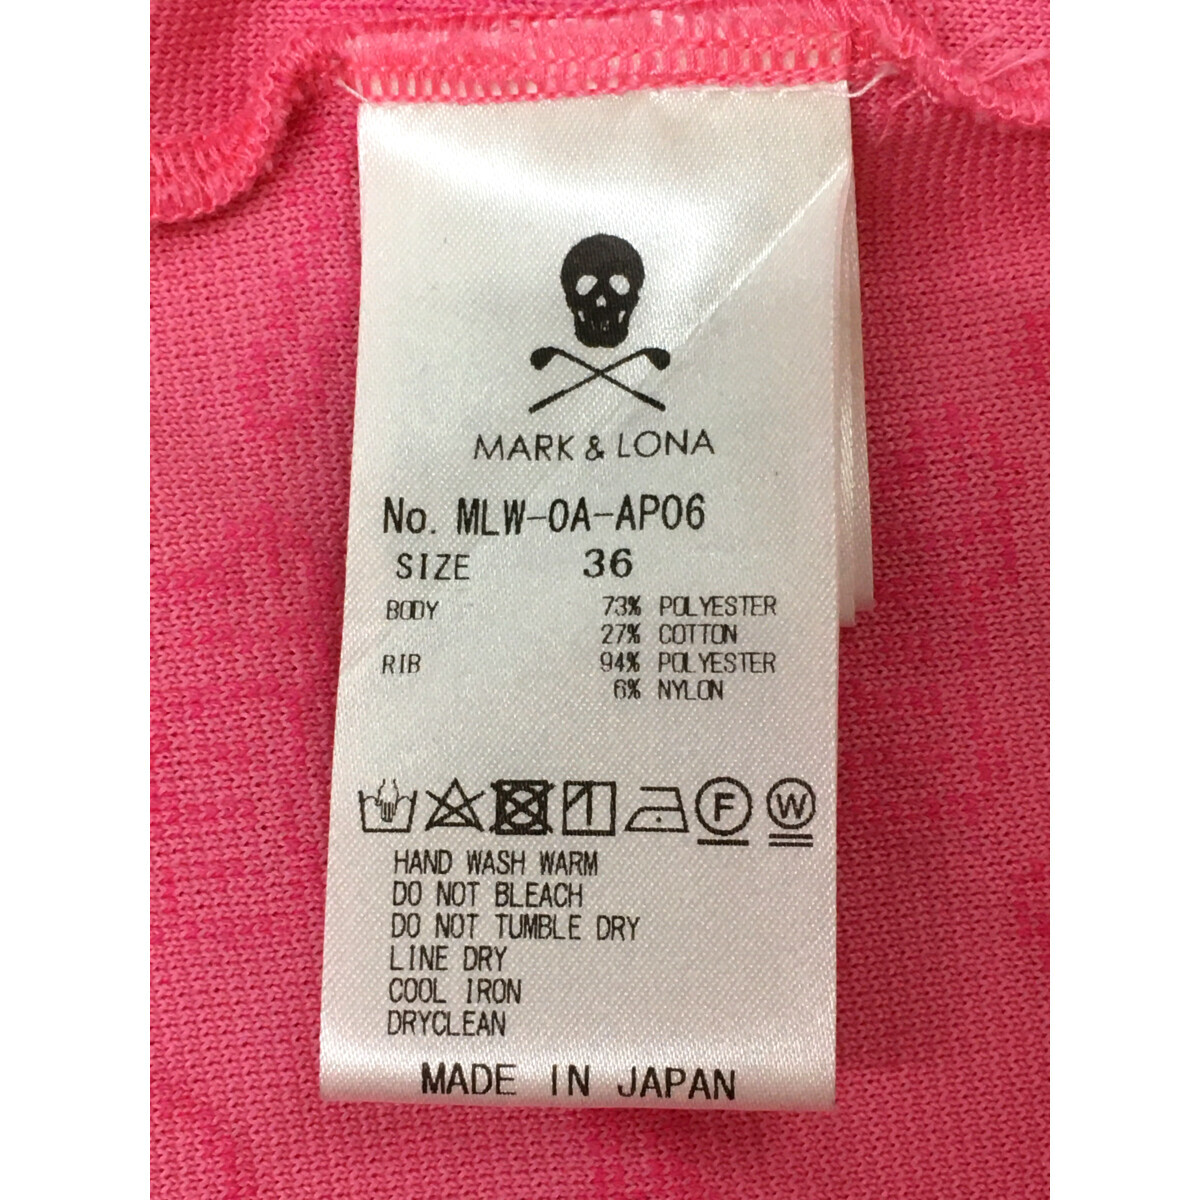 MARK & LONA
No. MLW-0A-AP06
SIZE 36
BODY 73% POLYESTER
27% COTTON
RIB 94% POLYESTER
6% NYLON
F W
HAND WASH WARM
DO NOT BLEACH
DO NOT TUMBLE DRY
LINE DRY
COOL IRON
DRYCLEAN
MADE IN JAPAN